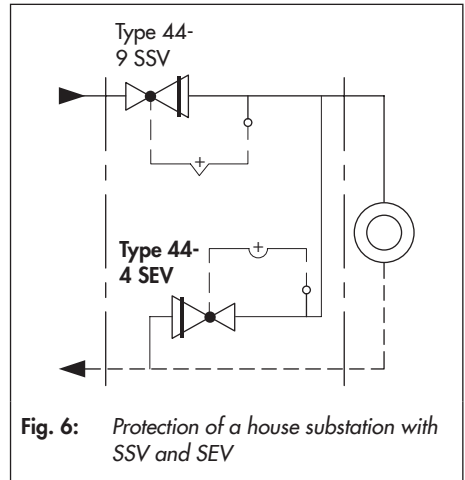 Type 44-
9 SSV
+
+
Type 44-
4 SEV
Fig. 6: Protection of a house substation with
SSV and SEV